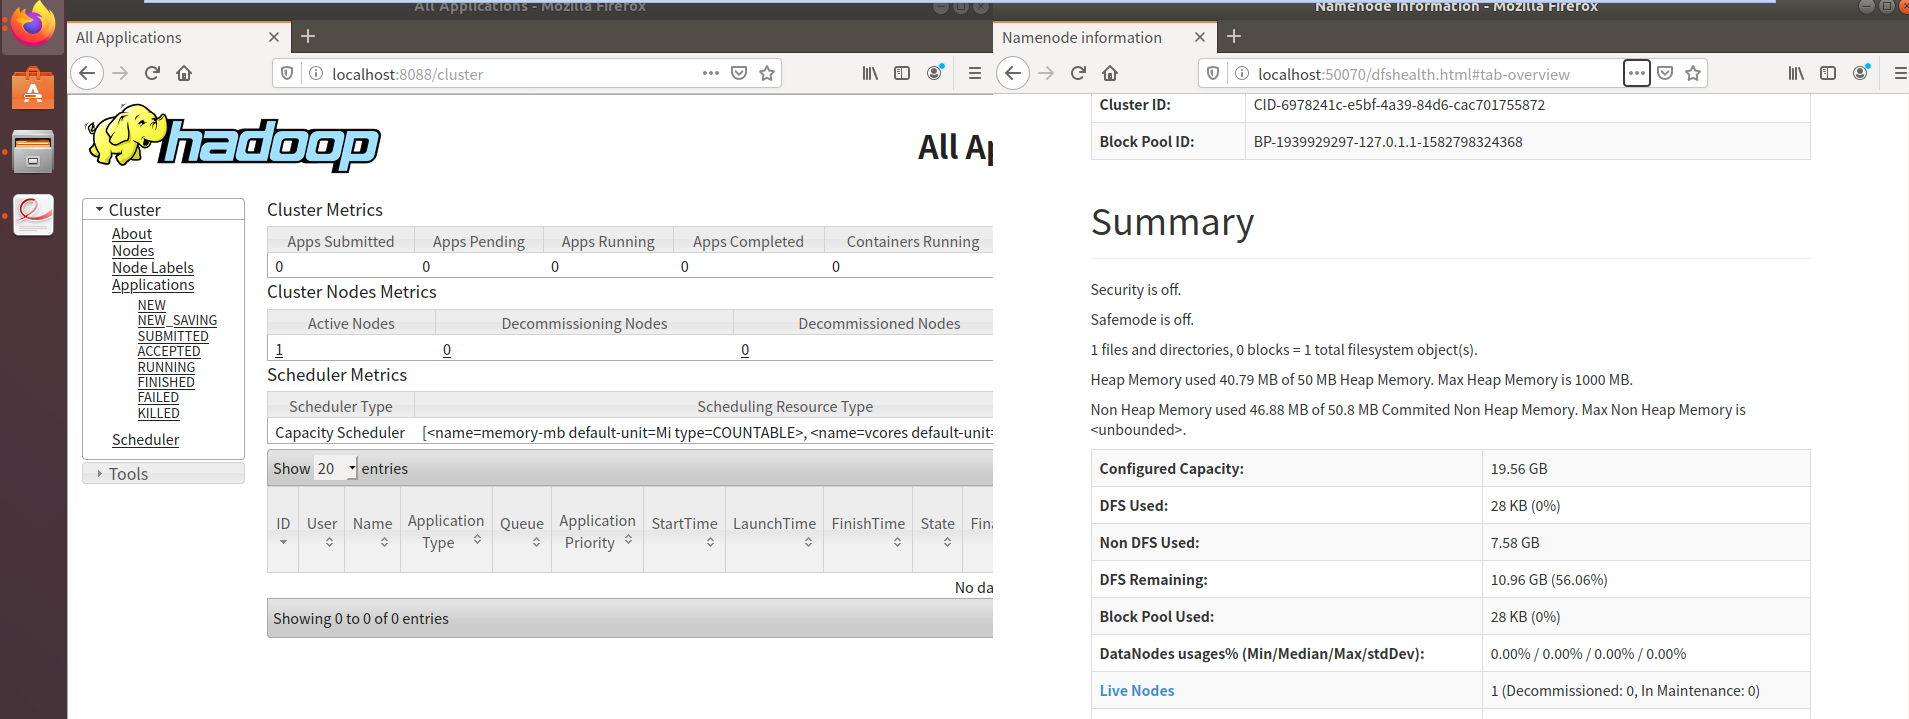 All Applications - Mozilla Firefox
All Applications
localhost:8088/cluster
hadoop
All Ap
Cluster
About
Nodes
Node Labels
Applications
NEW
NEW_SAVING
SUBMITTED
ACCEPTED
RUNNING
FINISHED
FAILED
KILLED
Scheduler
Tools
Cluster Metrics
Apps Submitted Apps Pending Apps Running Apps Completed Containers Running
0 0 0 0 0
Cluster Nodes Metrics
Active Nodes Decommissioning Nodes Decommissioned Nodes
1 0 0
Scheduler Metrics
Scheduler Type Scheduling Resource Type
Capacity Scheduler [<name=memory-mb default-unit=Mi type=COUNTABLE>, <name=vcores default-unit=
Show 20 entries
ID User Name Application Type Queue Application Priority StartTime LaunchTime FinishTime State Fina
No da
Showing 0 to 0 of 0 entries
Namenode information - Mozilla Firefox
Namenode information
localhost:50070/dfshealth.html#tab-overview
Cluster ID: CID-6978241c-e5bf-4a39-84d6-cac701755872
Block Pool ID: BP-1939929297-127.0.1.1-1582798324368
Summary
Security is off.
Safemode is off.
1 files and directories, 0 blocks = 1 total filesystem object(s).
Heap Memory used 40.79 MB of 50 MB Heap Memory. Max Heap Memory is 1000 MB.
Non Heap Memory used 46.88 MB of 50.8 MB Commited Non Heap Memory. Max Non Heap Memory is
<unbounded>.
Configured Capacity: 19.56 GB
DFS Used: 28 KB (0%)
Non DFS Used: 7.58 GB
DFS Remaining: 10.96 GB (56.06%)
Block Pool Used: 28 KB (0%)
DataNodes usages% (Min/Median/Max/stdDev): 0.00% / 0.00% / 0.00% / 0.00%
Live Nodes 1 (Decommissioned: 0, In Maintenance: 0)